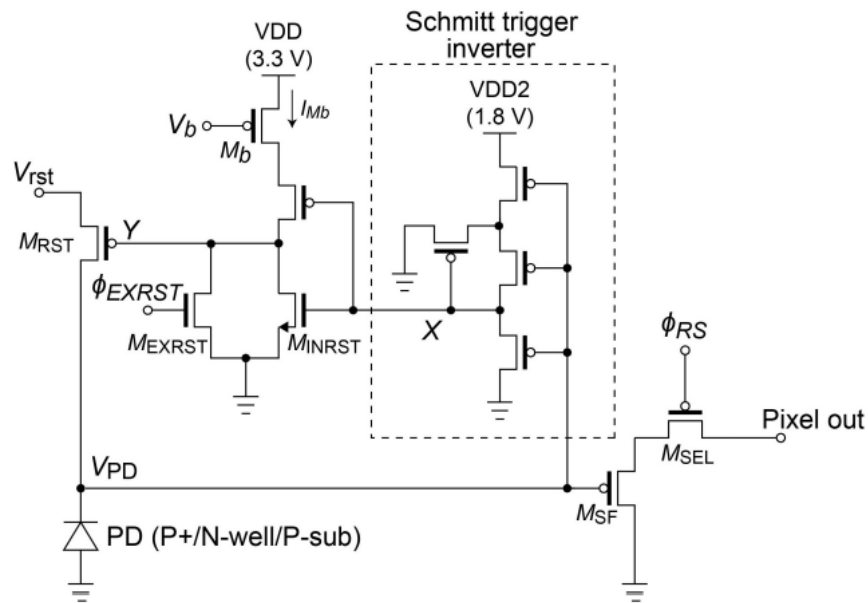 Schmitt trigger
inverter
VDD
(3.3 V)
VDD2
(1.8 V)
I_Mb
V_b
M_b
V_rst
Y
M_RST
ϕ_EXRST
M_EXRST
M_INRST
X
ϕ_RS
Pixel out
M_SEL
V_PD
M_SF
PD (P+/N-well/P-sub)